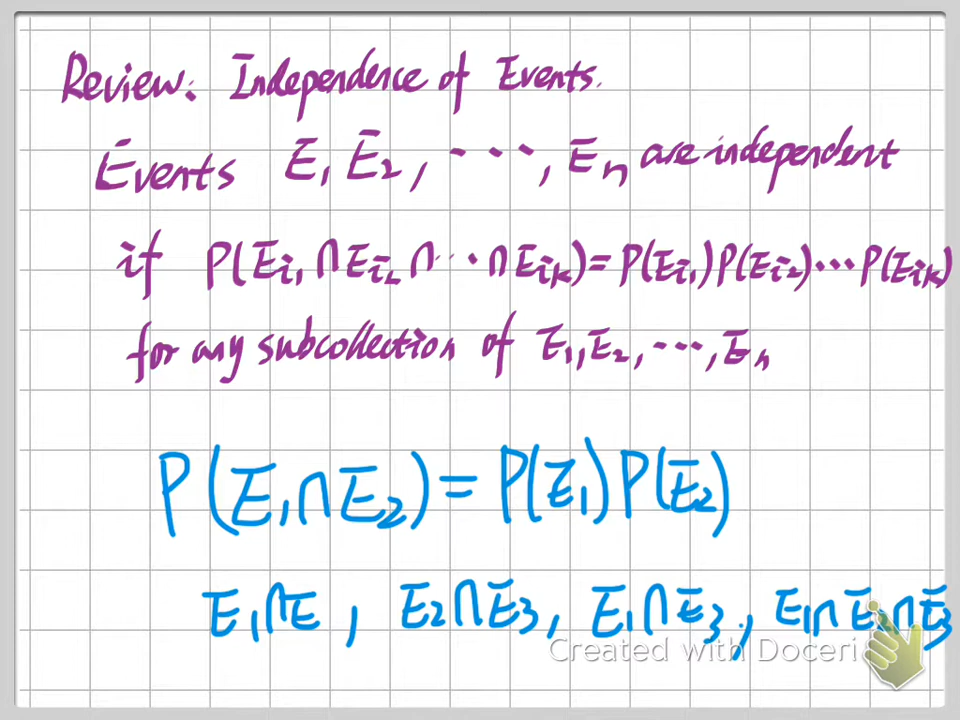 Review: Independence of Events.
Events E₁ E₂, ..., Eₙ are independent
if P(Eᵢ₁ ∩ Eᵢ₂ ∩ ... ∩ Eᵢₖ) = P(Eᵢ₁) P(Eᵢ₂) ... P(Eᵢₖ)
for any subcollection of E₁, E₂, ..., Eₙ
P(E₁ ∩ E₂) = P(E₁) P(E₂)
E₁ ∩ E, E₂ ∩ E₃, E₁ ∩ E₃, E₁ ∩ E₂ ∩ E₃
Created with Doceri